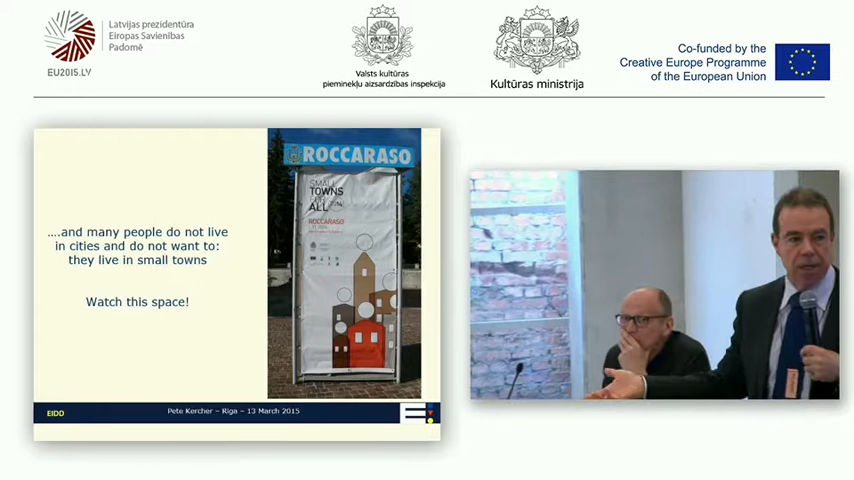 Latvijas prezidentūra
Eiropas Savienības
Padomē
EU2015.LV
Valsts kultūras
pieminekļu aizsardzības inspekcija
Kultūras ministrija
Co-funded by the
Creative Europe Programme
of the European Union
....and many people do not live
in cities and do not want to:
they live in small towns
Watch this space!
ROCCARASO
SMALL
TOWNS
FOR
ALL 2014
ROCCARASO
EIDD
Pete Kercher – Riga – 13 March 2015